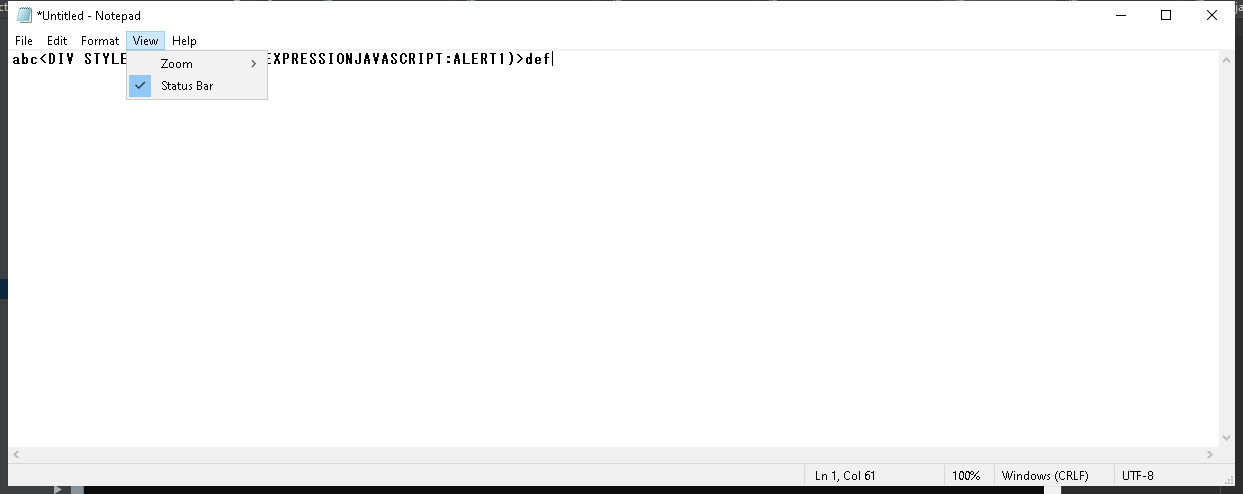 *Untitled - Notepad
File Edit Format View Help
abc<DIV STYLE EXPRESSIONJAVASCRIPT:ALERT1)>def
Zoom
Status Bar
Ln 1, Col 61 100% Windows (CRLF) UTF-8